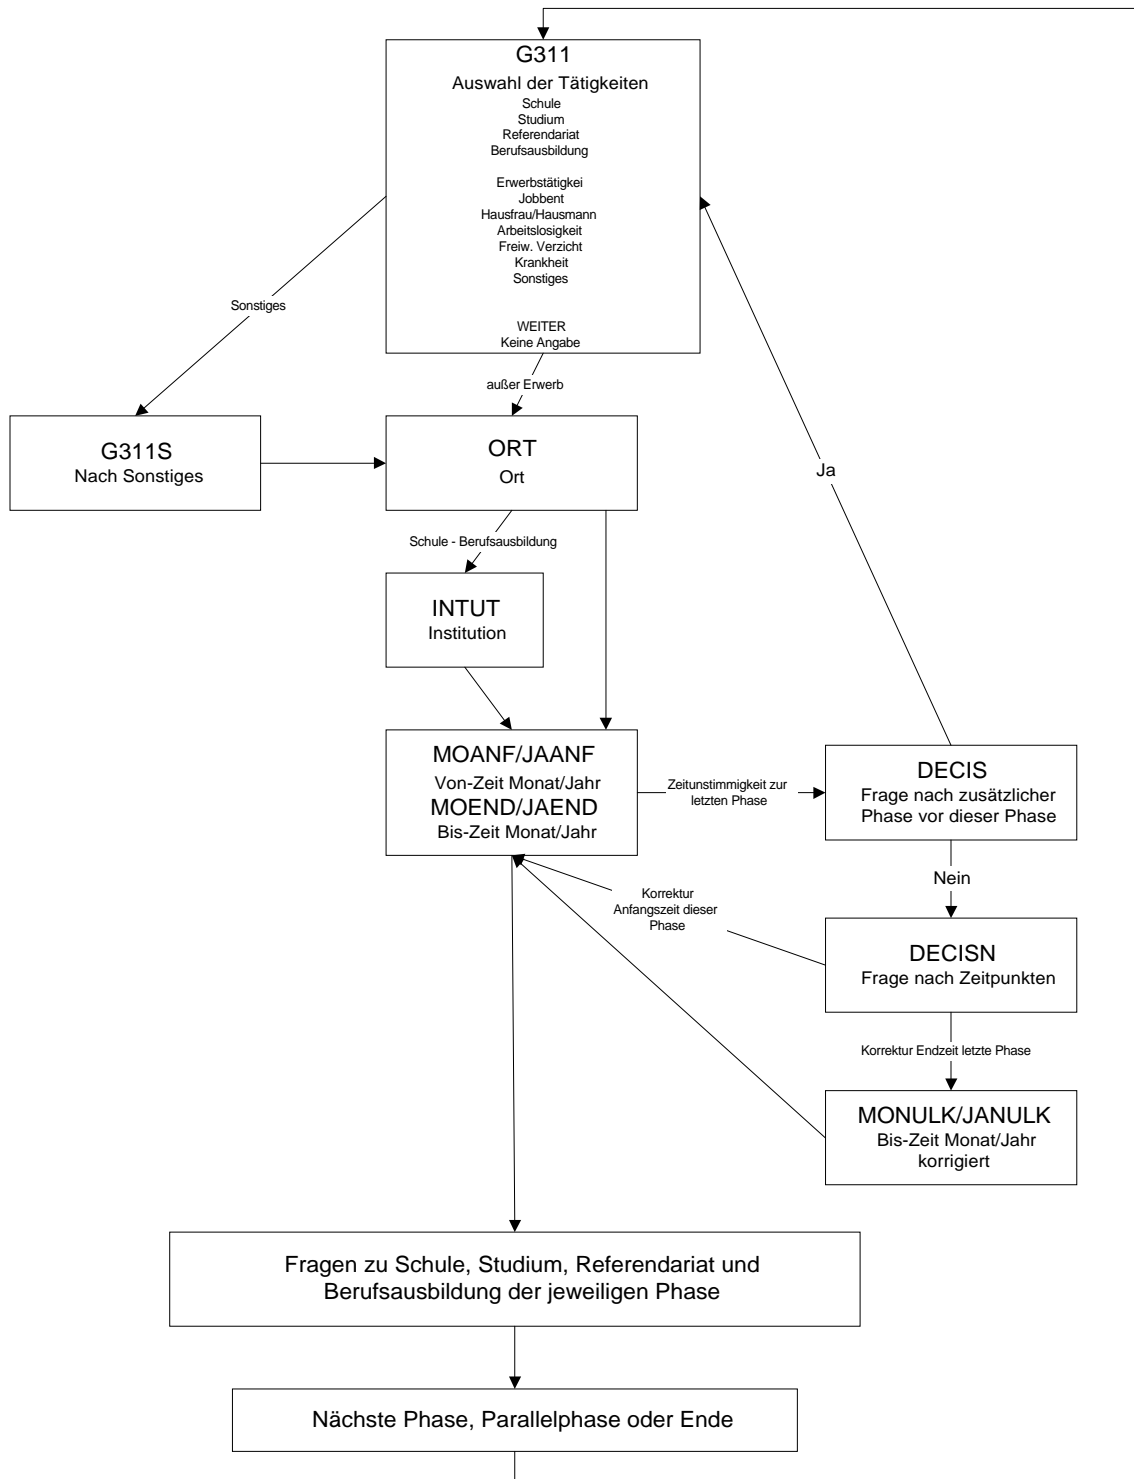 G311
Auswahl der Tätigkeiten
Schule
Studium
Referendariat
Berufsausbildung
Erwerbstätigkei
Jobbent
Hausfrau/Hausmann
Arbeitslosigkeit
Freiw. Verzicht
Krankheit
Sonstiges
WEITER
Keine Angabe
Sonstiges
außer Erwerb
G311S
Nach Sonstiges
ORT
Ort
Ja
Schule - Berufsausbildung
INTUT
Institution
MOANF/JAANF
Von-Zeit Monat/Jahr
MOEND/JAEND
Bis-Zeit Monat/Jahr
Zeitunstimmigkeit zur
letzten Phase
DECIS
Frage nach zusätzlicher
Phase vor dieser Phase
Nein
Korrektur
Anfangszeit dieser
Phase
DECISN
Frage nach Zeitpunkten
Korrektur Endzeit letzte Phase
MONULK/JANULK
Bis-Zeit Monat/Jahr
korrigiert
Fragen zu Schule, Studium, Referendariat und
Berufsausbildung der jeweiligen Phase
Nächste Phase, Parallelphase oder Ende